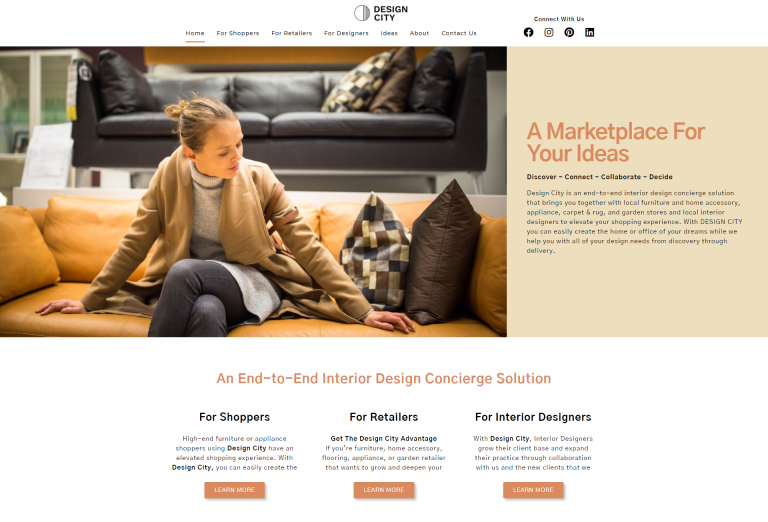 DESIGN
CITY
Connect With Us
Home For Shoppers For Retailers For Designers Ideas About Contact Us
A Marketplace For
Your Ideas
Discover – Connect – Collaborate – Decide
Design City is an end-to-end interior design concierge solution
that brings you together with local furniture and home accessory,
appliance, carpet & rug, and garden stores and local interior
designers to elevate your shopping experience. With DESIGN CITY
you can easily create the home or office of your dreams while we
help you with all of your design needs from discovery through
delivery.
An End-to-End Interior Design Concierge Solution
For Shoppers
High-end furniture or appliance
shoppers using Design City have an
elevated shopping experience. With
Design City, you can easily create the
LEARN MORE
For Retailers
Get The Design City Advantage
If you're furniture, home accessory,
flooring, appliance, or garden retailer
that wants to grow and deepen your
LEARN MORE
For Interior Designers
With Design City, Interior Designers
grow their client base and expand
their practice through collaboration
with us and the new clients that we
LEARN MORE